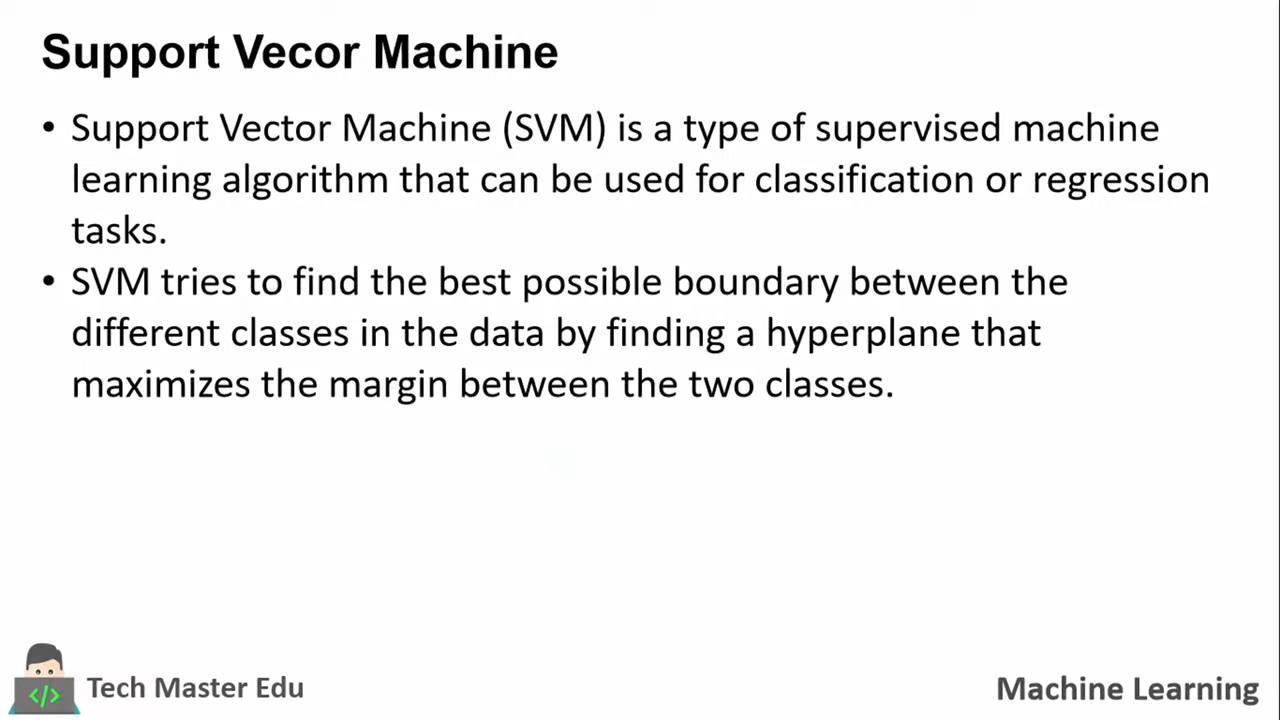 Support Vecor Machine
• Support Vector Machine (SVM) is a type of supervised machine
learning algorithm that can be used for classification or regression
tasks.
• SVM tries to find the best possible boundary between the
different classes in the data by finding a hyperplane that
maximizes the margin between the two classes.
</>
Tech Master Edu
Machine Learning